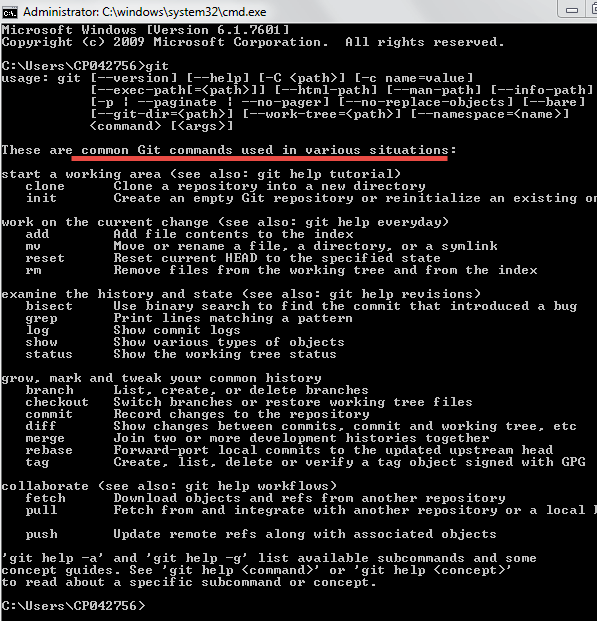 Administrator: C:\windows\system32\cmd.exe
Microsoft Windows [Version 6.1.7601]
Copyright (c) 2009 Microsoft Corporation.  All rights reserved.
C:\Users\CP042756>git
usage: git [--version] [--help] [-C <path>] [-c name=value]
           [--exec-path[=<path>]] [--html-path] [--man-path] [--info-path]
           [-p ¦ --paginate ¦ --no-pager] [--no-replace-objects] [--bare]
           [--git-dir=<path>] [--work-tree=<path>] [--namespace=<name>]
           <command> [<args>]
These are common Git commands used in various situations:
start a working area (see also: git help tutorial)
   clone      Clone a repository into a new directory
   init       Create an empty Git repository or reinitialize an existing
work on the current change (see also: git help everyday)
   add        Add file contents to the index
   mv         Move or rename a file, a directory, or a symlink
   reset      Reset current HEAD to the specified state
   rm         Remove files from the working tree and from the index
examine the history and state (see also: git help revisions)
   bisect     Use binary search to find the commit that introduced a bug
   grep       Print lines matching a pattern
   log        Show commit logs
   show       Show various types of objects
   status     Show the working tree status
grow, mark and tweak your common history
   branch     List, create, or delete branches
   checkout   Switch branches or restore working tree files
   commit     Record changes to the repository
   diff       Show changes between commits, commit and working tree, etc
   merge      Join two or more development histories together
   rebase     Forward-port local commits to the updated upstream head
   tag        Create, list, delete or verify a tag object signed with GPG
collaborate (see also: git help workflows)
   fetch      Download objects and refs from another repository
   pull       Fetch from and integrate with another repository or a local
   push       Update remote refs along with associated objects
'git help -a' and 'git help -g' list available subcommands and some
concept guides. See 'git help <command>' or 'git help <concept>'
to read about a specific subcommand or concept.
C:\Users\CP042756>